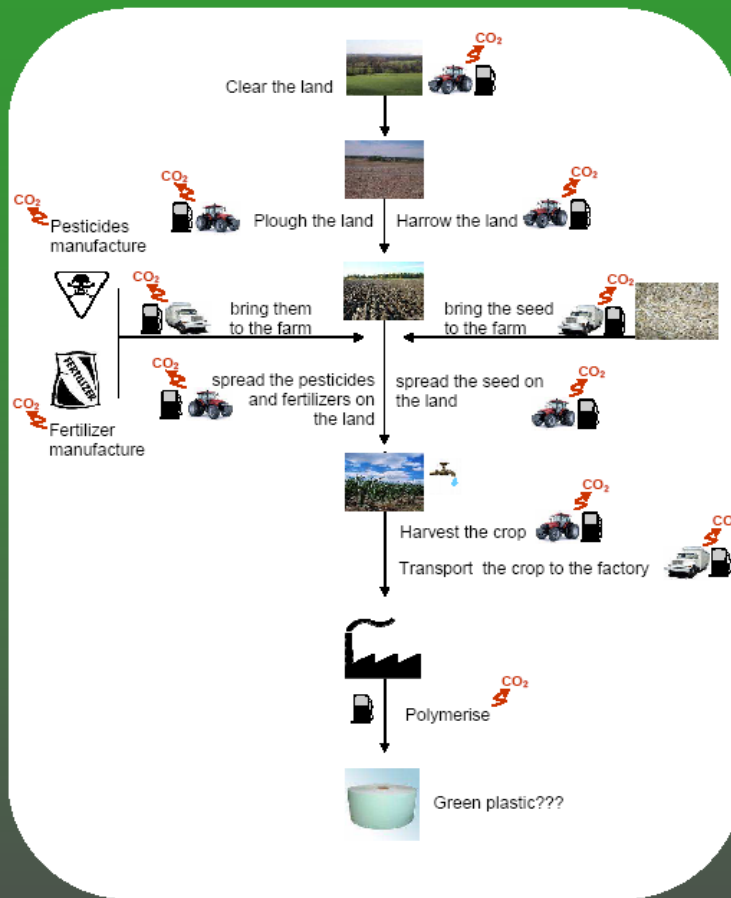 CO₂
Clear the land
CO₂
CO₂
CO₂
Plough the land
Harrow the land
Pesticides
manufacture
CO₂
CO₂
bring them
to the farm
bring the seed
to the farm
FERTILIZER
CO₂
spread the pesticides
and fertilizers on
the land
CO₂
spread the seed on
the land
CO₂
Fertilizer
manufacture
CO₂
Harvest the crop
CO
Transport the crop to the factory
CO₂
Polymerise
Green plastic???